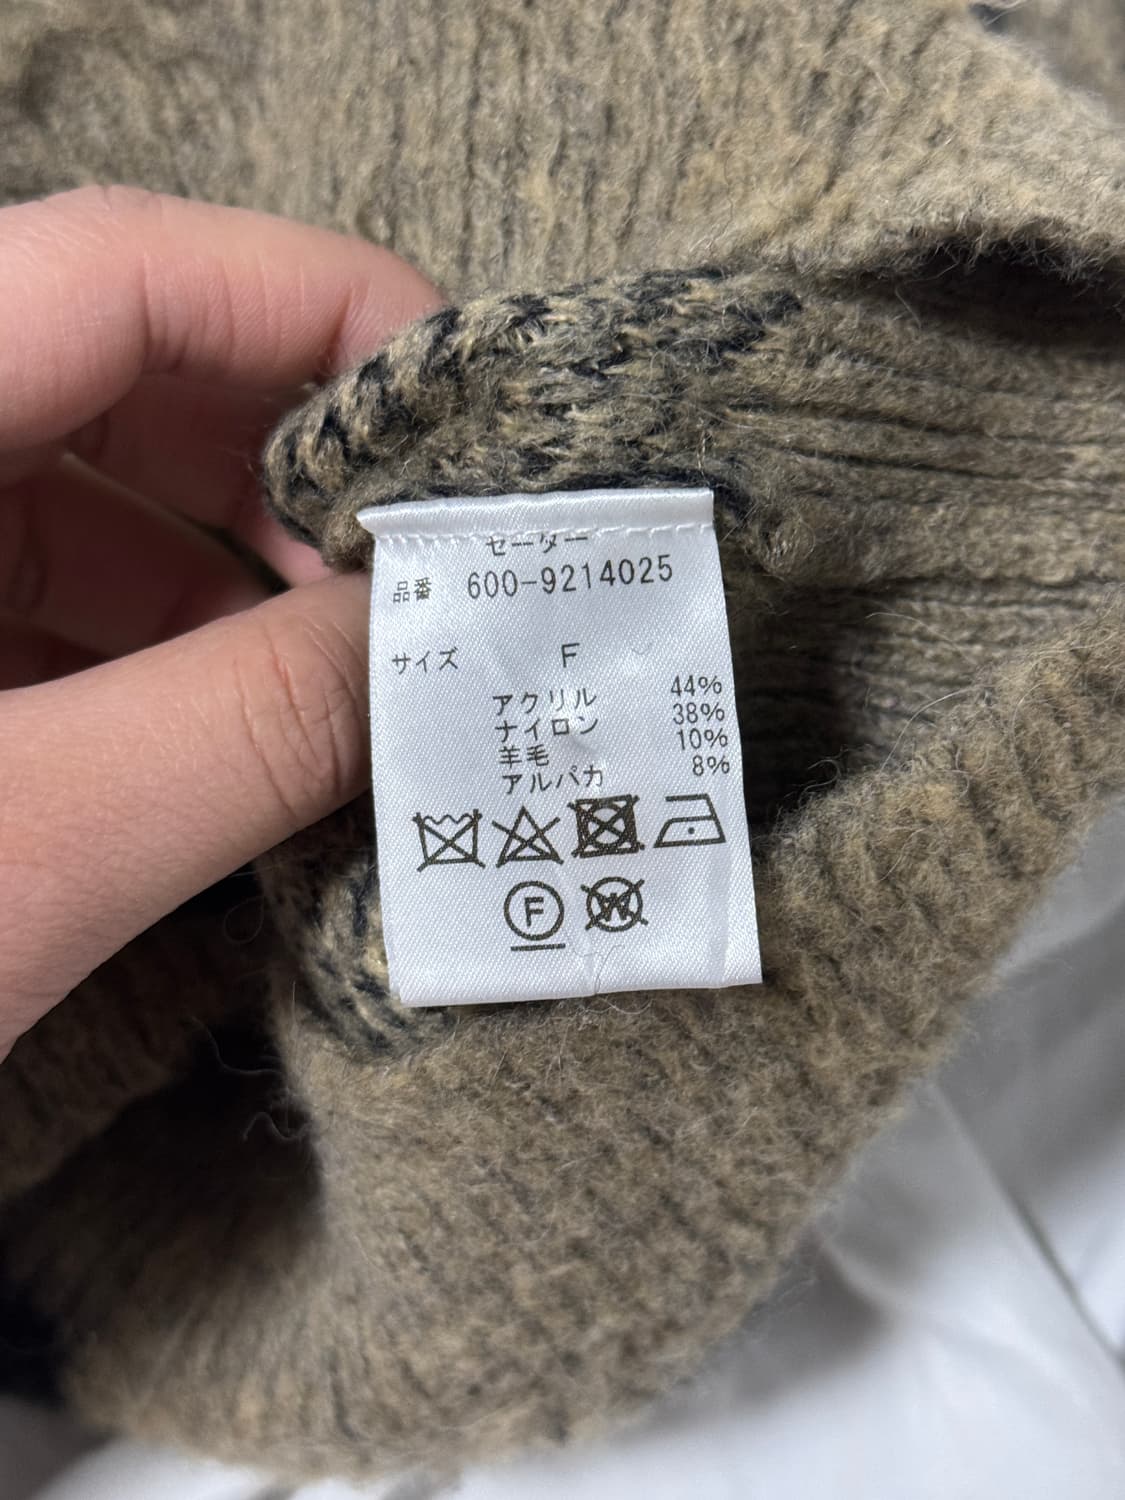 セーター
品番 600-9214025
サイズ F
アクリル 44%
ナイロン 38%
羊毛 10%
アルパカ 8%
F W